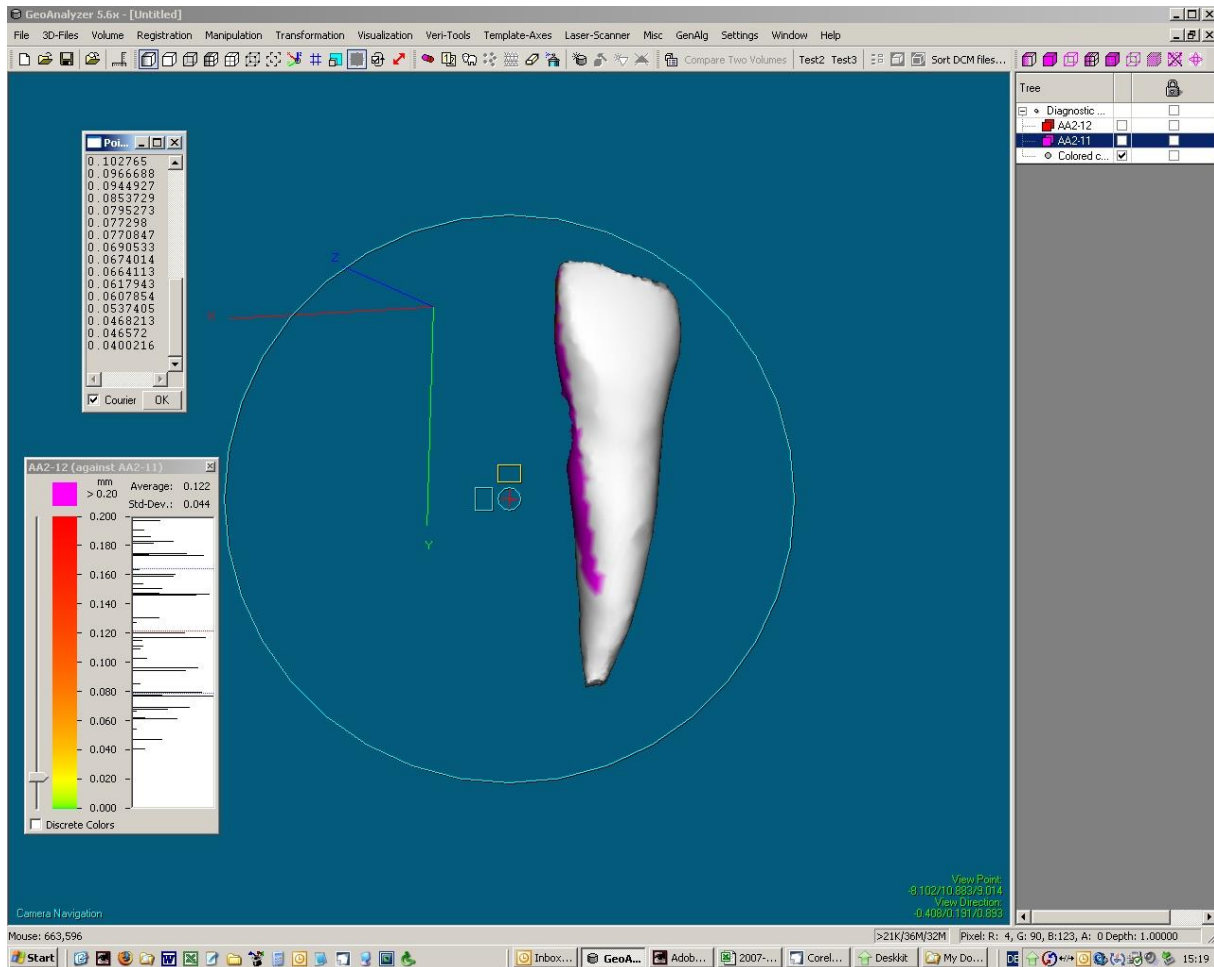 GeoAnalyzer 5.6x - [Untitled]
File 3D-Files Volume Registration Manipulation Transformation Visualization Veri-Tools Template-Axes Laser-Scanner Misc GenAlg Settings Window Help
Compare Two Volumes Test2 Test3 Sort DCM files...
Tree
Diagnostic ...
AA2-12
AA2-11
Colored c...
Poi...
0.102765
0.0966688
0.0944927
0.0853729
0.0795273
0.077298
0.0770847
0.0690533
0.0674014
0.0664113
0.0617943
0.0607854
0.0537405
0.0468213
0.046572
0.0400216
Courier OK
Z
X
Y
AA2-12 (against AA2-11)
mm
> 0.20
Average: 0.122
Std-Dev.: 0.044
0.200
0.180
0.160
0.140
0.120
0.100
0.080
0.060
0.040
0.020
0.000
Discrete Colors
View Point:
-8.102/10.883/9.014
View Direction:
-0.408/0.191/0.893
Camera Navigation
Mouse: 663,596
>21K/36M/32M Pixel: R: 4, G: 90, B:123, A: 0 Depth: 1.00000
Start Inbox... GeoA... Adob... 2007-... Corel... Deskkit My Do... DE 15:19